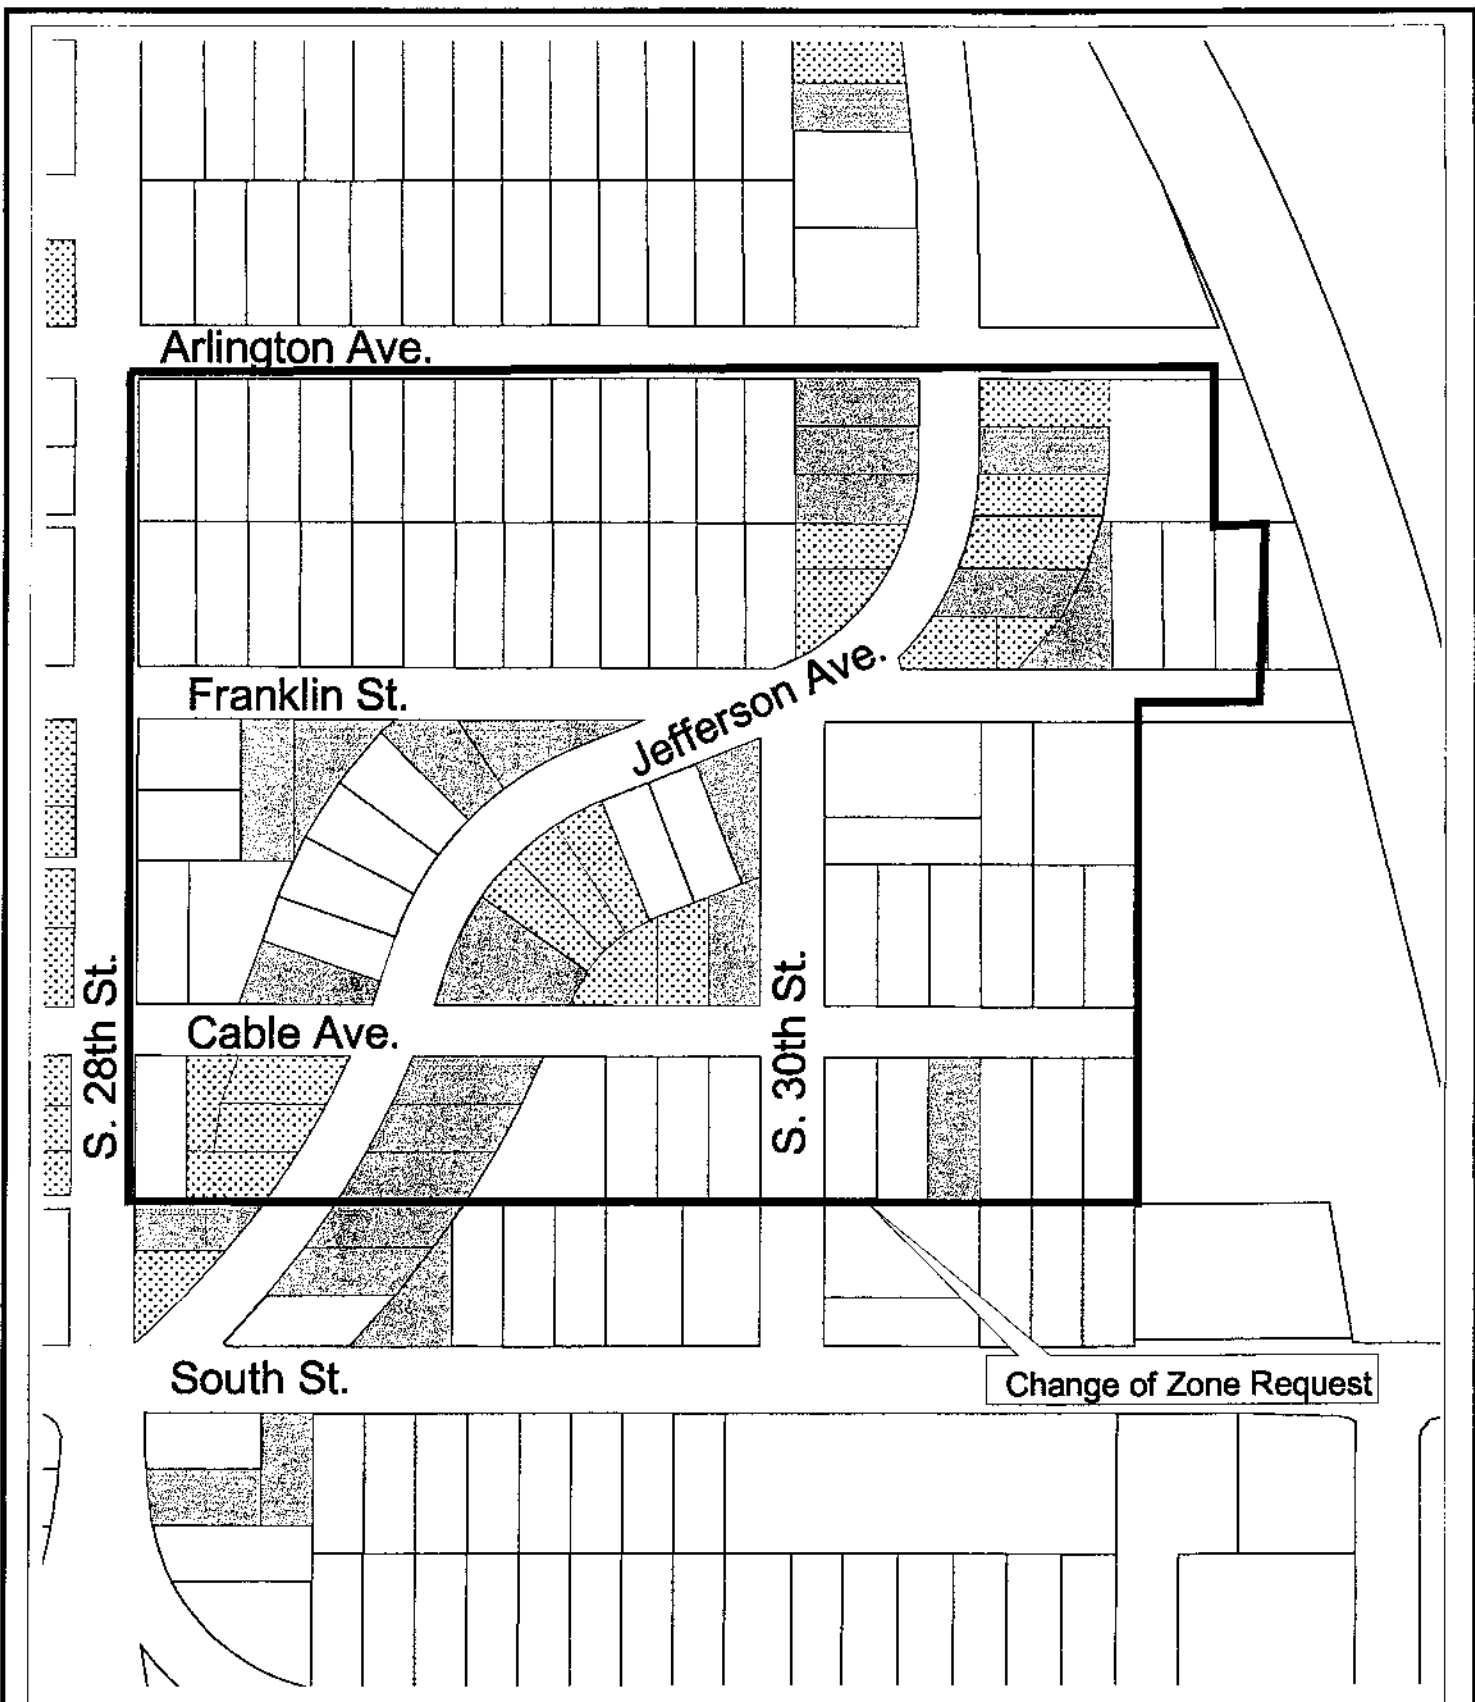 Arlington Ave.
Franklin St.
Jefferson Ave.
S. 28th St.
Cable Ave.
S. 30th St.
South St.
Change of Zone Request